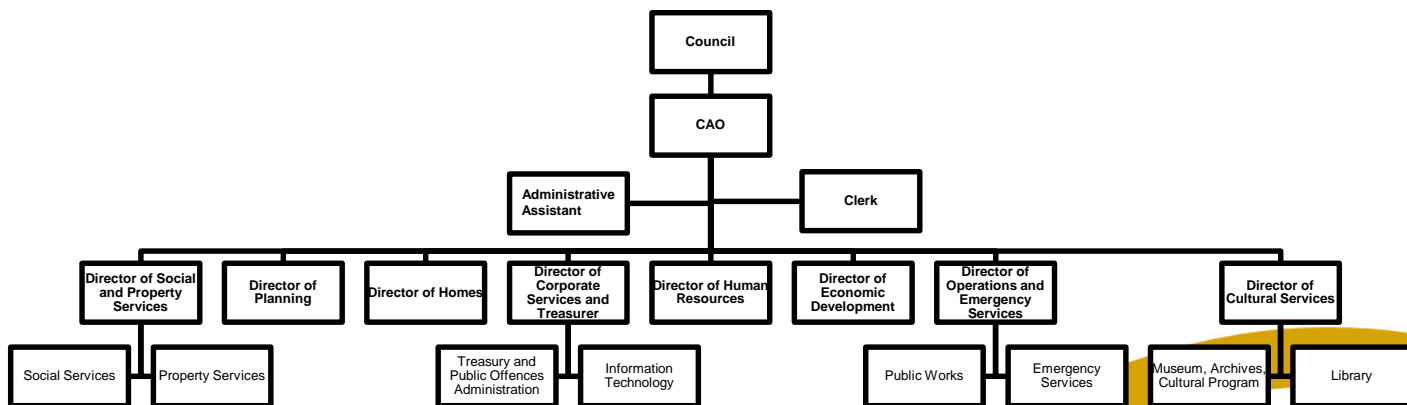 Council
CAO
Administrative
Assistant
Clerk
Director of Social
and Property
Services
Director of
Planning
Director of Homes
Director of
Corporate
Services and
Treasurer
Director of Human
Resources
Director of
Economic
Development
Director of
Operations and
Emergency
Services
Director of
Cultural Services
Social Services
Property Services
Treasury and
Public Offences
Administration
Information
Technology
Public Works
Emergency
Services
Museum, Archives,
Cultural Program
Library